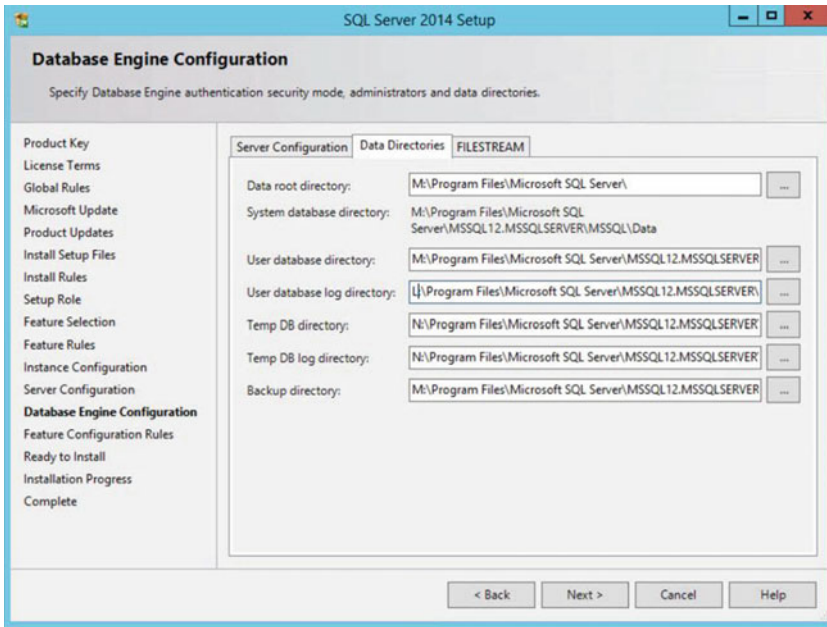 SQL Server 2014 Setup
Database Engine Configuration
Specify Database Engine authentication security mode, administrators and data directories.
Product Key
License Terms
Global Rules
Microsoft Update
Product Updates
Install Setup Files
Install Rules
Setup Role
Feature Selection
Feature Rules
Instance Configuration
Server Configuration
Database Engine Configuration
Feature Configuration Rules
Ready to Install
Installation Progress
Complete
Server Configuration Data Directories FILESTREAM
Data root directory: M:\Program Files\Microsoft SQL Server\ ...
System database directory: M:\Program Files\Microsoft SQL
Server\MSSQL12.MSSQLSERVER\MSSQL\Data
User database directory: M:\Program Files\Microsoft SQL Server\MSSQL12.MSSQLSERVER ...
User database log directory: L:\Program Files\Microsoft SQL Server\MSSQL12.MSSQLSERVER\ ...
Temp DB directory: N:\Program Files\Microsoft SQL Server\MSSQL12.MSSQLSERVER ...
Temp DB log directory: N:\Program Files\Microsoft SQL Server\MSSQL12.MSSQLSERVER ...
Backup directory: M:\Program Files\Microsoft SQL Server\MSSQL12.MSSQLSERVER ...
< Back Next > Cancel Help